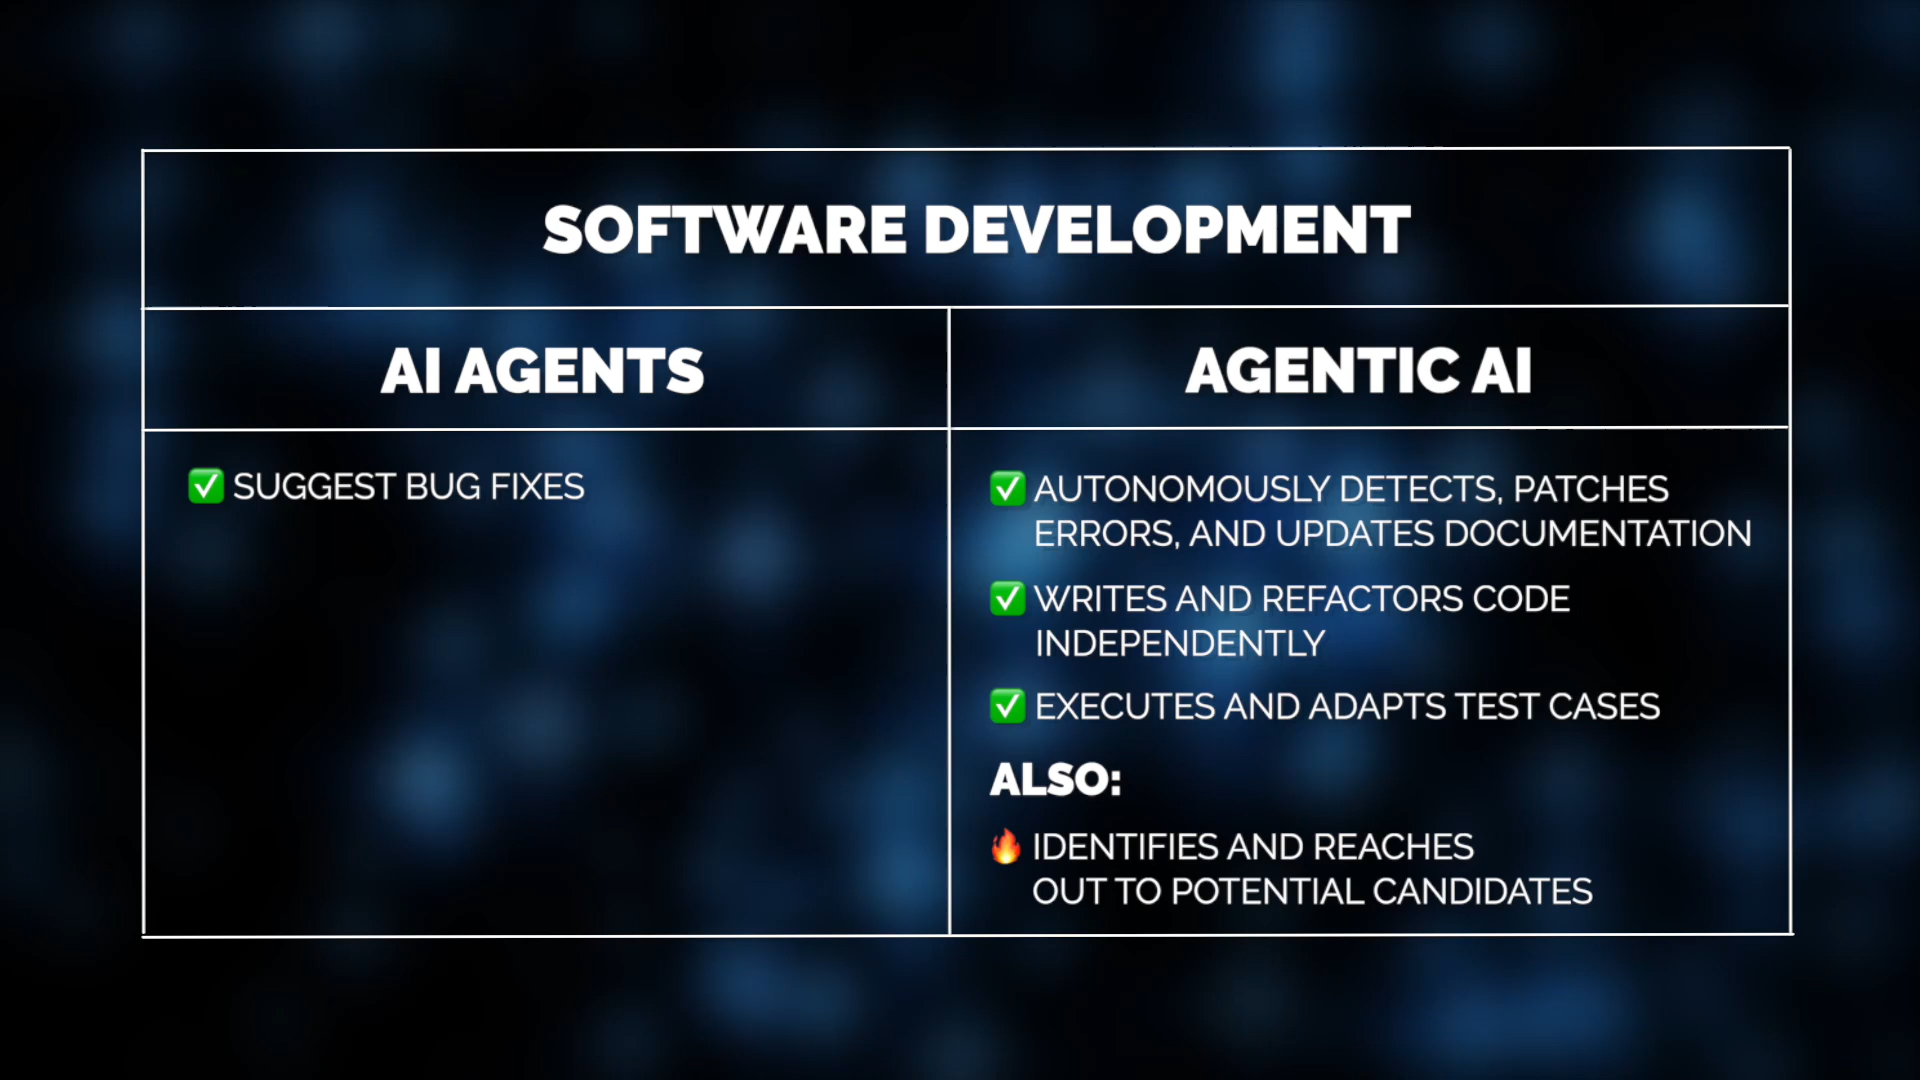 SOFTWARE DEVELOPMENT
AI AGENTS
AGENTIC AI
✅ SUGGEST BUG FIXES
✅ AUTONOMOUSLY DETECTS, PATCHES
ERRORS, AND UPDATES DOCUMENTATION
✅ WRITES AND REFACTORS CODE
INDEPENDENTLY
✅ EXECUTES AND ADAPTS TEST CASES
ALSO:
🔥 IDENTIFIES AND REACHES
OUT TO POTENTIAL CANDIDATES